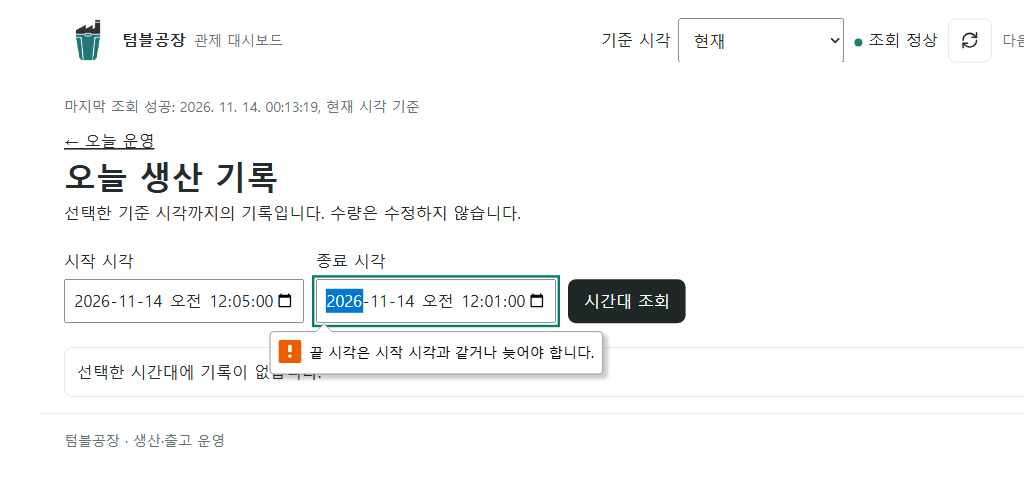 텀블공장 관제 대시보드
기준 시각 현재 조회 정상 다음
마지막 조회 성공: 2026. 11. 14. 00:13:19, 현재 시각 기준
← 오늘 운영
오늘 생산 기록
선택한 기준 시각까지의 기록입니다. 수량은 수정하지 않습니다.
시작 시각
2026-11-14 오전 12:05:00
종료 시각
2026-11-14 오전 12:01:00
시간대 조회
끝 시각은 시작 시각과 같거나 늦어야 합니다.
선택한 시간대에 기록이 없습니다.
텀블공장 · 생산·출고 운영